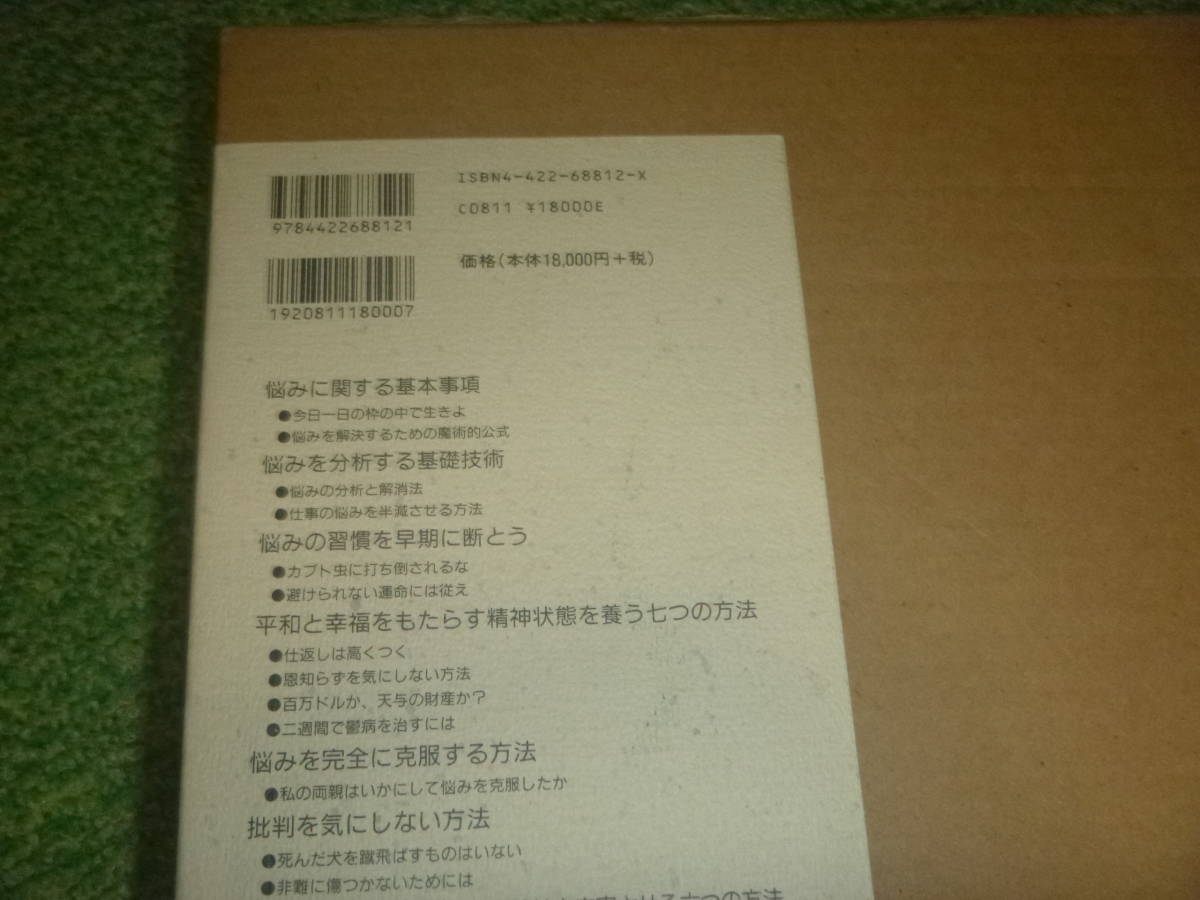 ISBN4-422-68812-X
C0811 ¥18000E
9784422688121
価格(本体18,000円+税)
1920811180007
悩みに関する基本事項
●今日一日の枠の中で生きよ
●悩みを解決するための魔術的公式
悩みを分析する基礎技術
●悩みの分析と解消法
●仕事の悩みを半減させる方法
悩みの習慣を早期に断とう
●カブト虫に打ち倒されるな
●避けられない運命には従え
平和と幸福をもたらす精神状態を養う七つの方法
●仕返しは高くつく
●恩知らずを気にしない方法
●百万ドルか、天与の財産か?
●二週間で鬱病を治すには
悩みを完全に克服する方法
●私の両親はいかにして悩みを克服したか
批判を気にしない方法
●死んだ犬を蹴飛ばすものはいない
●非難に傷つかないためには
の方法